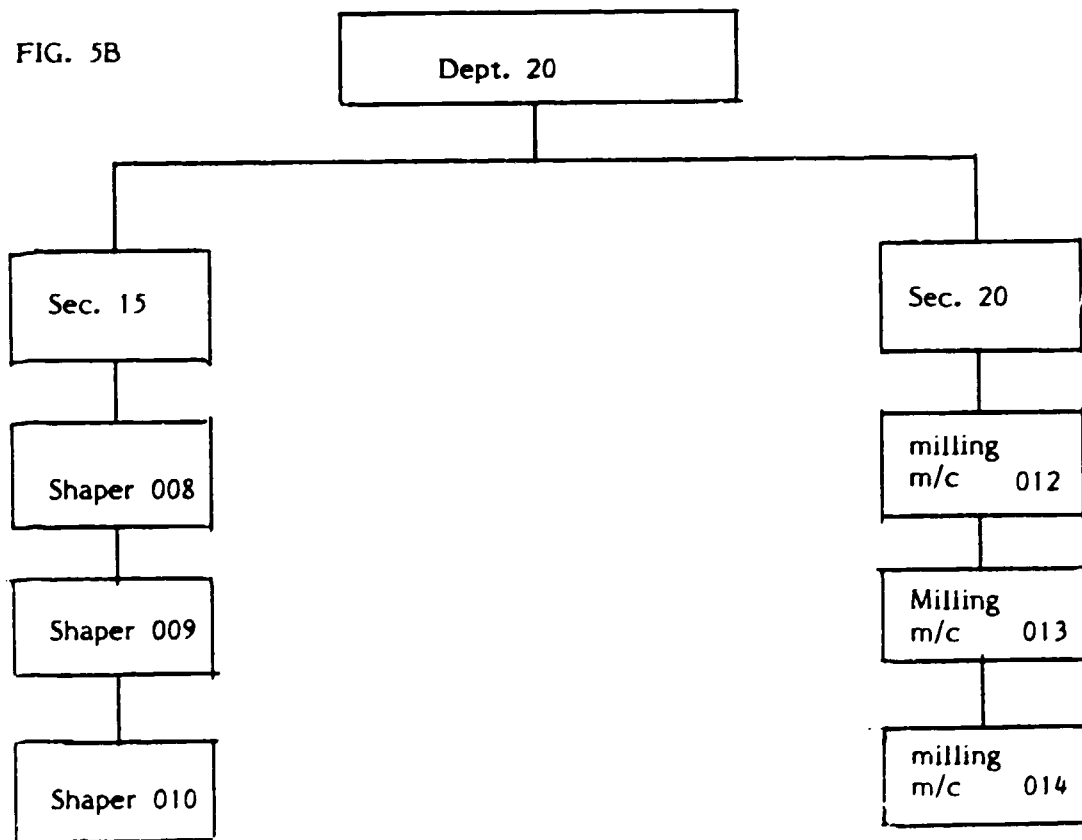 FIG. 5B
Dept. 20
Sec. 15
Shaper 008
Shaper 009
Shaper 010
Sec. 20
milling
m/c 012
Milling
m/c 013
milling
m/c 014